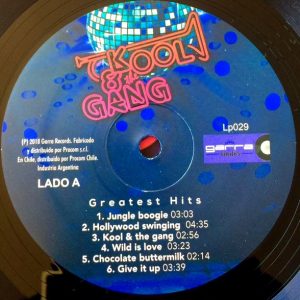 KOOL
& the
GANG
(P) 2018 Garra Records. Fabricado
y distribuido por Procom s.r.l.
En Chile, distribuido por Procom Chile.
Industria Argentina
Lp029
garra
LADO A
Greatest Hits
1. Jungle boogie 03:03
2. Hollywood swinging 04:35
3. Kool & the gang 02:56
4. Wild is love 03:23
5. Chocolate buttermilk 02:14
6. Give it up 03:39